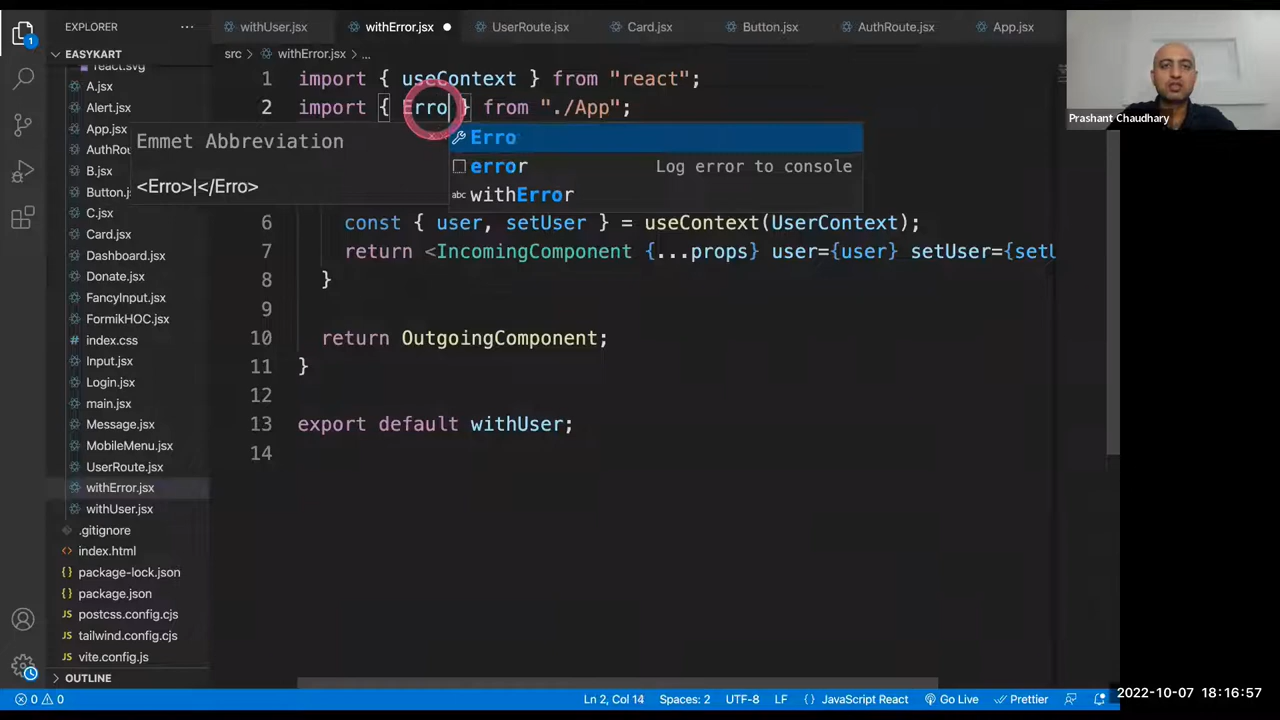 EXPLORER
withUser.jsx
withError.jsx
UserRoute.jsx
Card.jsx
Button.jsx
AuthRoute.jsx
App.jsx
EASYKART
src > withError.jsx > ...
react.svg
A.jsx
Alert.jsx
App.jsx
AuthRou
B.jsx
Button.j
C.jsx
Card.jsx
Dashboard.jsx
Donate.jsx
FancyInput.jsx
FormikHOC.jsx
index.css
Input.jsx
Login.jsx
main.jsx
Message.jsx
MobileMenu.jsx
UserRoute.jsx
withError.jsx
withUser.jsx
.gitignore
index.html
package-lock.json
package.json
postcss.config.cjs
tailwind.config.cjs
vite.config.js
OUTLINE
1 import { useContext } from "react";
2 import { Erro } from "./App";
Emmet Abbreviation
<Erro>|</Erro>
Erro
error Log error to console
withError
6 const { user, setUser } = useContext(UserContext);
7 return <IncomingComponent {...props} user={user} setUser={setU
8 }
9
10 return OutgoingComponent;
11 }
12
13 export default withUser;
14
Prashant Chaudhary
0 0
Ln 2, Col 14
Spaces: 2
UTF-8
LF
{ } JavaScript React
Go Live
Prettier
2022-10-07 18:16:57